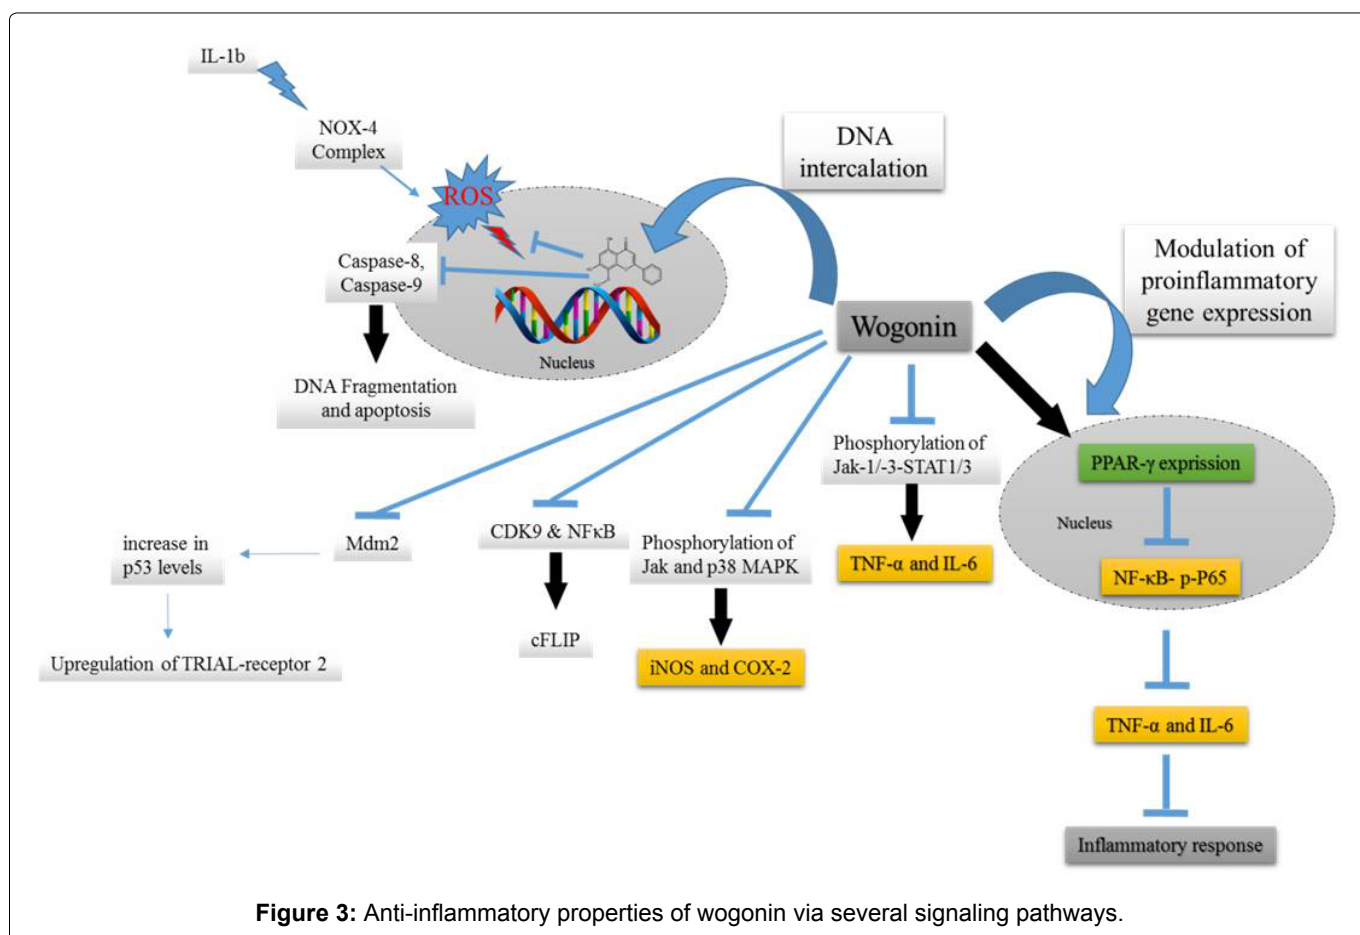 IL-1b
NOX-4
Complex
ROS
DNA
intercalation
Modulation of
proinflammatory
gene expression
Caspase-8,
Caspase-9
Nucleus
Wogonin
DNA Fragmentation
and apoptosis
Phosphorylation of
Jak-1/-3-STAT1/3
PPAR-γ exprission
Nucleus
NF-κB- p-P65
increase in
p53 levels
Mdm2
CDK9 & NFκB
Phosphorylation of
Jak and p38 MAPK
TNF-α and IL-6
cFLIP
Upregulation of TRIAL-receptor 2
iNOS and COX-2
TNF-α and IL-6
Inflammatory response
Figure 3: Anti-inflammatory properties of wogonin via several signaling pathways.